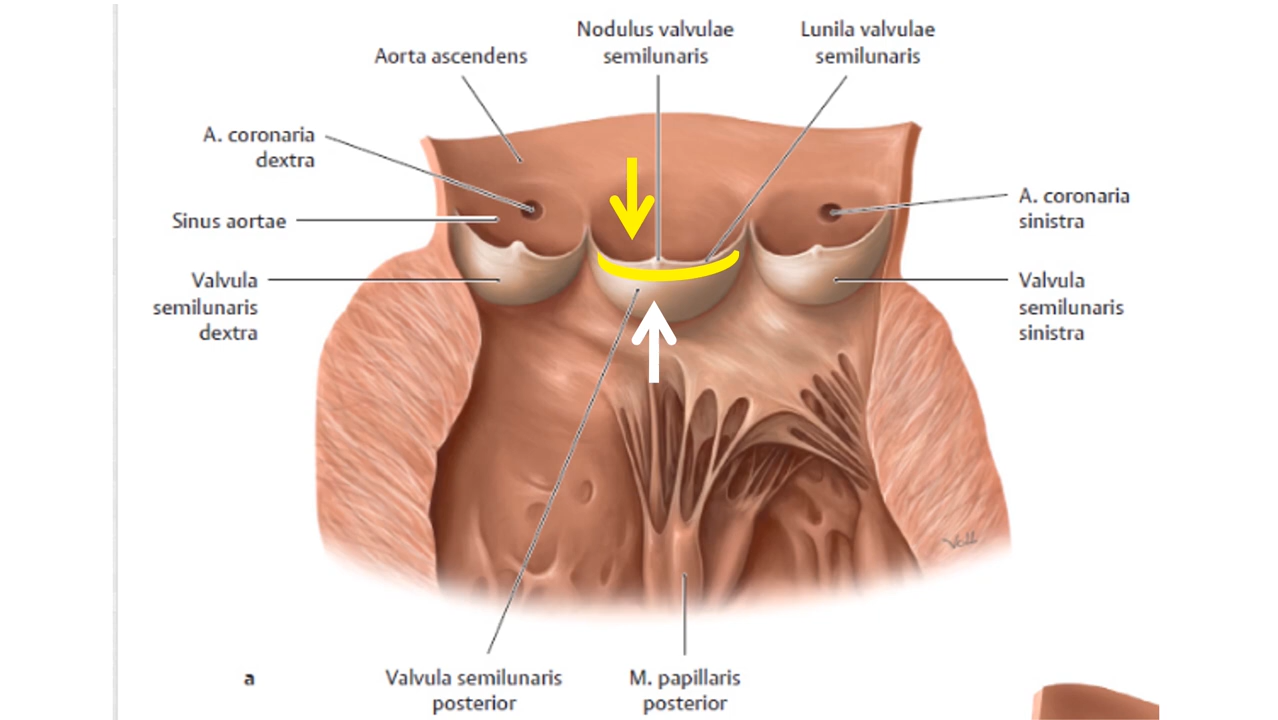 Nodulus valvulae
semilunaris
Lunila valvulae
semilunaris
Aorta ascendens
A. coronaria
dextra
Sinus aortae
Valvula
semilunaris
dextra
A. coronaria
sinistra
Valvula
semilunaris
sinistra
a
Valvula semilunaris
posterior
M. papillaris
posterior